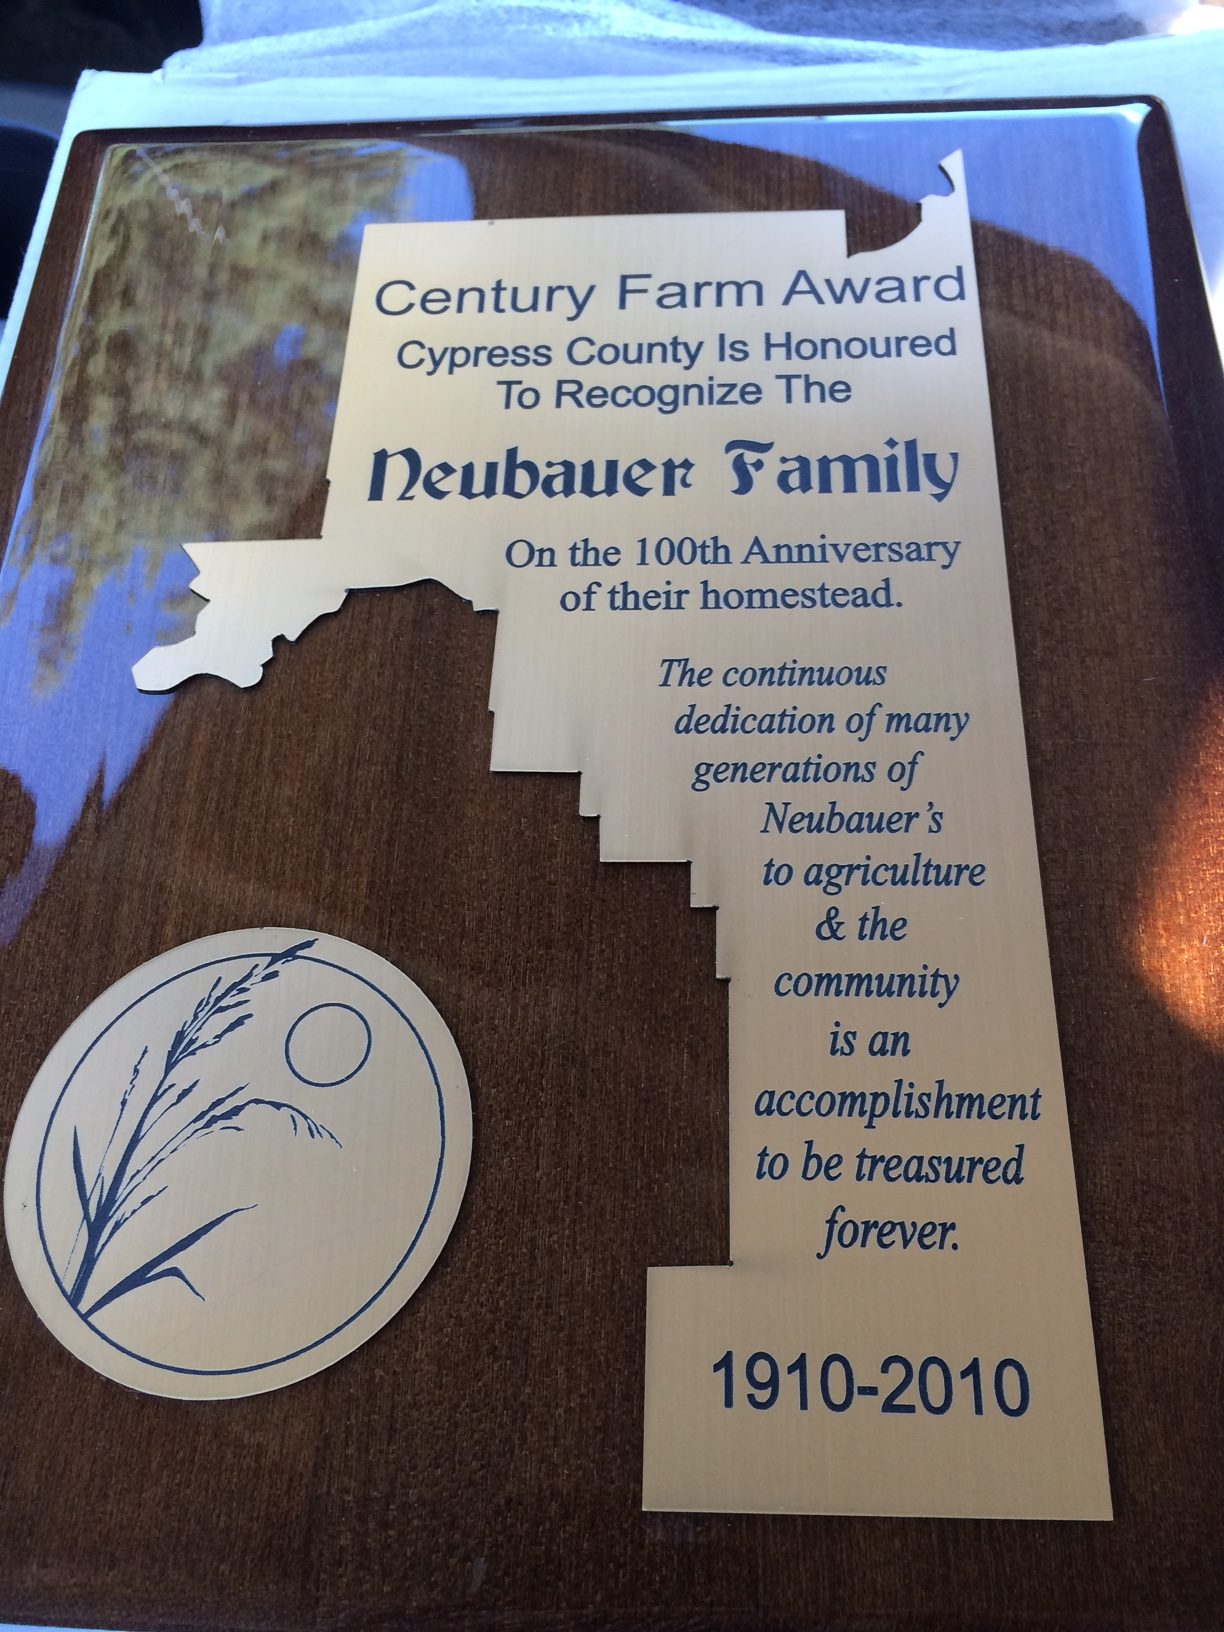 Century Farm Award
Cypress County Is Honoured
To Recognize The
Neubauer Family
On the 100th Anniversary
of their homestead.
The continuous
dedication of many
generations of
Neubauer's
to agriculture
& the
community
is an
accomplishment
to be treasured
forever.
1910-2010